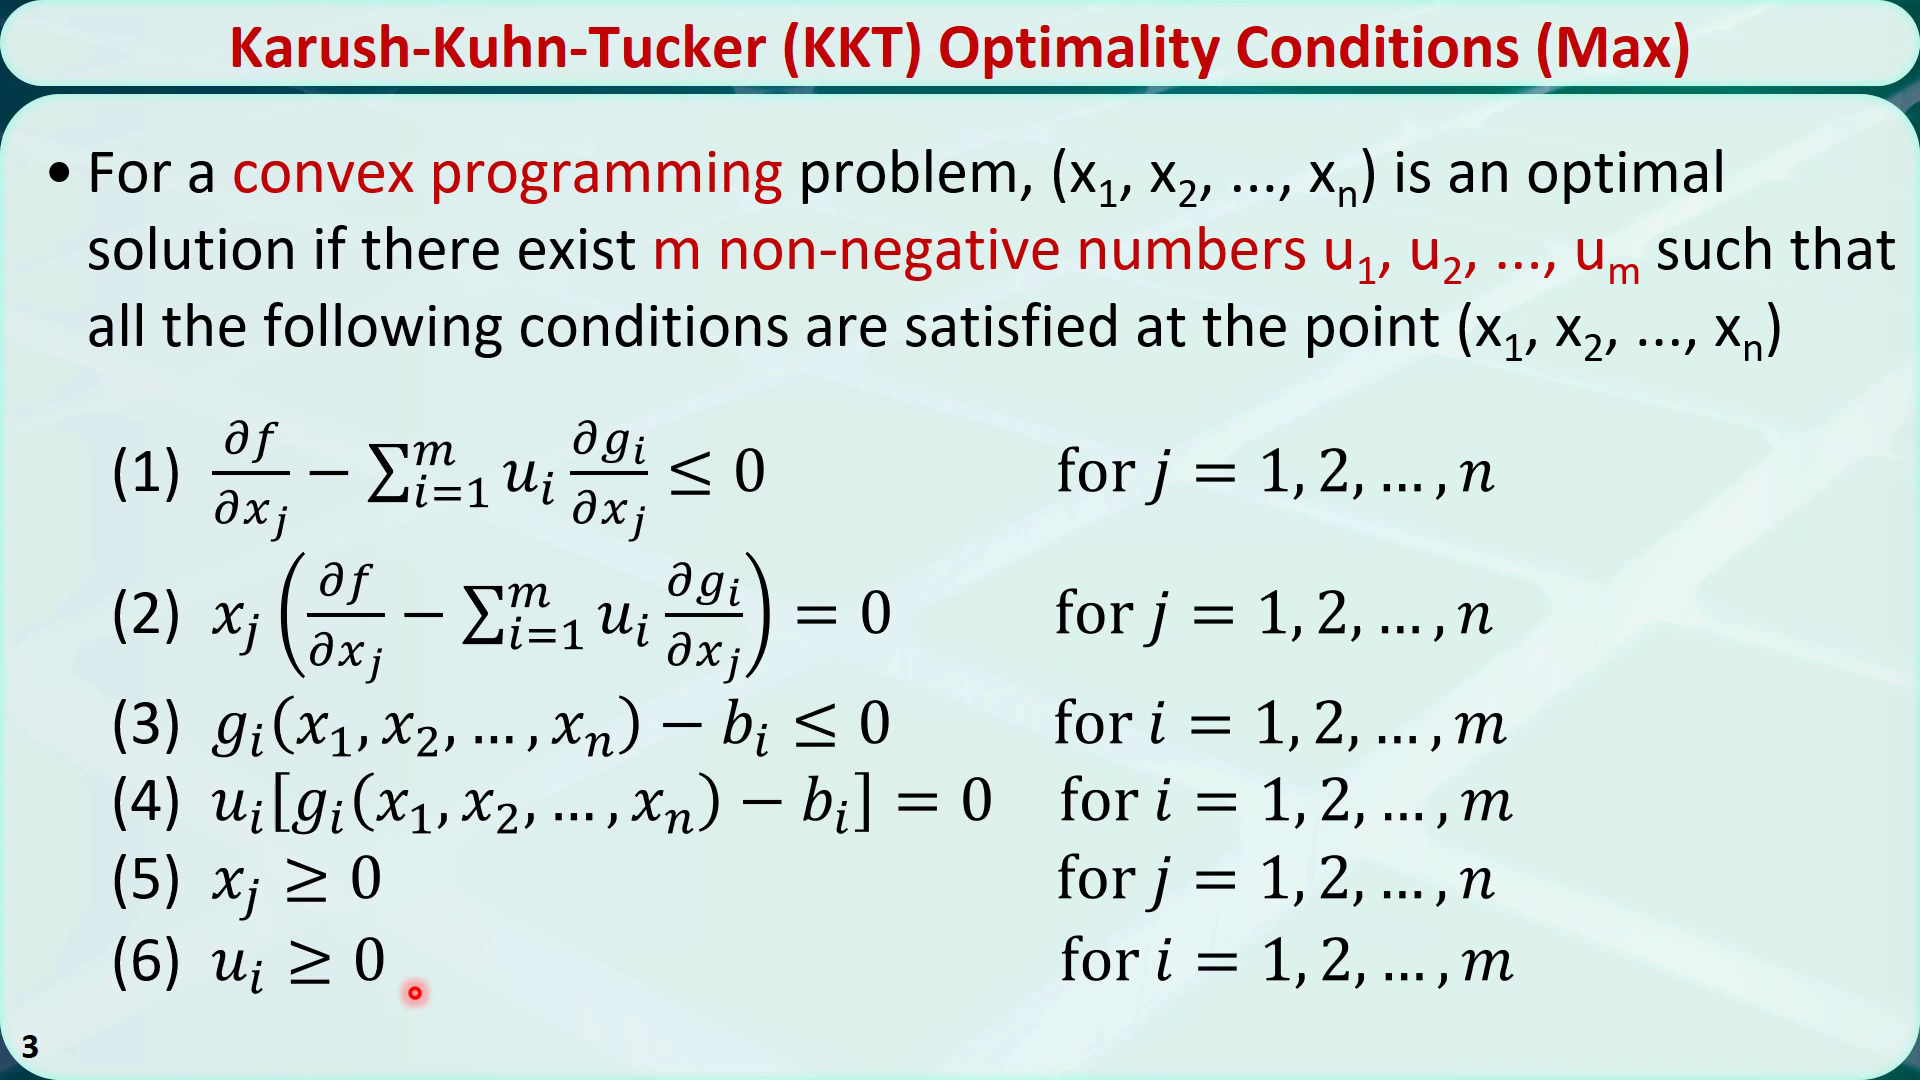 Karush-Kuhn-Tucker (KKT) Optimality Conditions (Max)
• For a convex programming problem, (x₁, x₂, ..., xₙ) is an optimal
solution if there exist m non-negative numbers u₁, u₂, ..., uₘ such that
all the following conditions are satisfied at the point (x₁, x₂, ..., xₙ)
(1) ∂f/∂xⱼ − ∑ᵢ₌₁ᵐ uᵢ ∂gᵢ/∂xⱼ ≤ 0 for j = 1, 2, … , n
(2) xⱼ (∂f/∂xⱼ − ∑ᵢ₌₁ᵐ uᵢ ∂gᵢ/∂xⱼ) = 0 for j = 1, 2, … , n
(3) gᵢ(x₁, x₂, … , xₙ) − bᵢ ≤ 0 for i = 1, 2, … , m
(4) uᵢ[gᵢ(x₁, x₂, … , xₙ) − bᵢ] = 0 for i = 1, 2, … , m
(5) xⱼ ≥ 0 for j = 1, 2, … , n
(6) uᵢ ≥ 0 for i = 1, 2, … , m
3